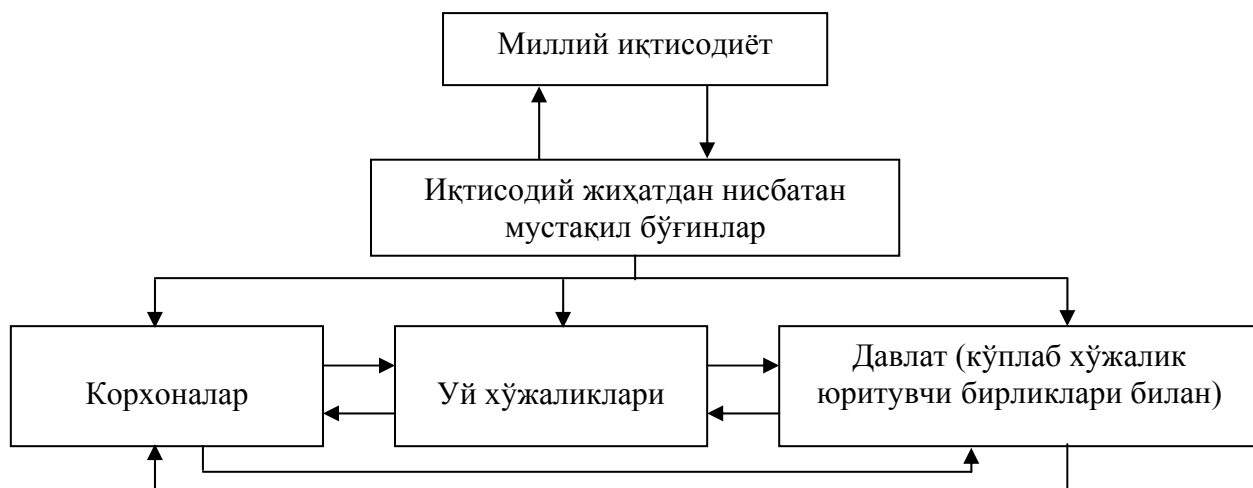 Миллий иқтисодиёт
Иқтисодий жиҳатдан нисбатан
мустақил бўғинлар
Корхоналар
Уй хўжаликлари
Давлат (кўплаб хўжалик
юритувчи бирликлари билан)